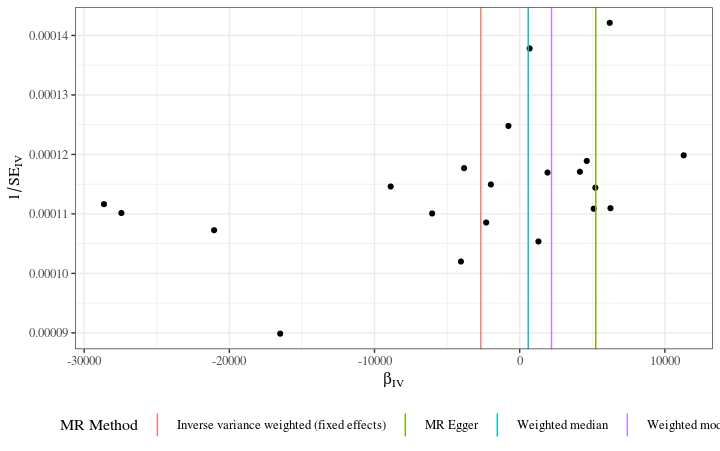 0.00014
0.00013
0.00012
0.00011
0.00010
0.00009
1/SE_IV
-30000 -20000 -10000 0 10000
β_IV
MR Method Inverse variance weighted (fixed effects) MR Egger Weighted median Weighted